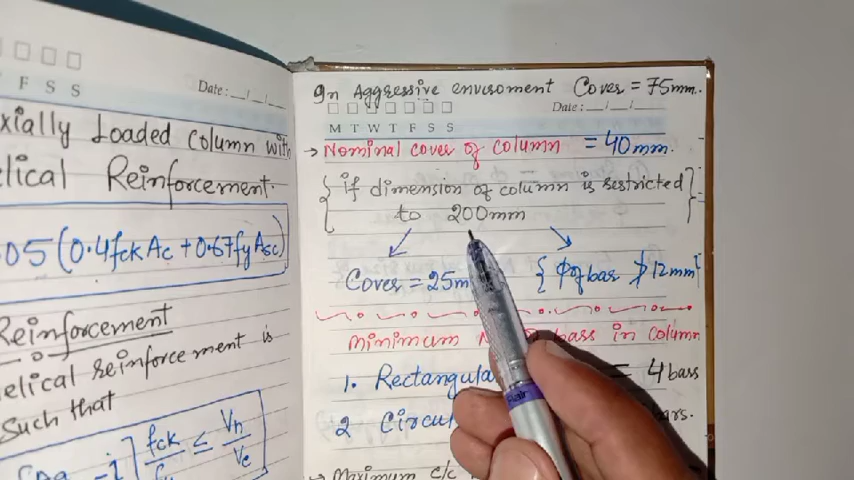 F S S
Date: __/__/__
xially Loaded column with
elical Reinforcement.
.05(0.4fck Ac + 0.67fy Asc)
Reinforcement
elical reinforcement is
Such that
fck ≤ Vh
Vc
In Aggressive enviroment Cover = 75mm.
Date: __/__/__
M T W T F S S
→ Nominal cover of column = 40mm.
{if dimension of column is restricted}
to 200mm
Cover = 25m
{ϕ of bar ≯ 12mm
Minimum bars in column
1. Rectangula = 4 bars
2 Circu bars.
→ Maximum c/c